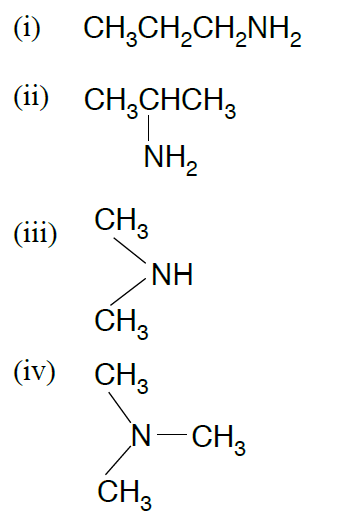 (i) CH₃CH₂CH₂NH₂
(ii) CH₃CHCH₃
NH₂
CH₃
(iii)
NH
CH₃
(iv) CH₃
N—CH₃
CH₃